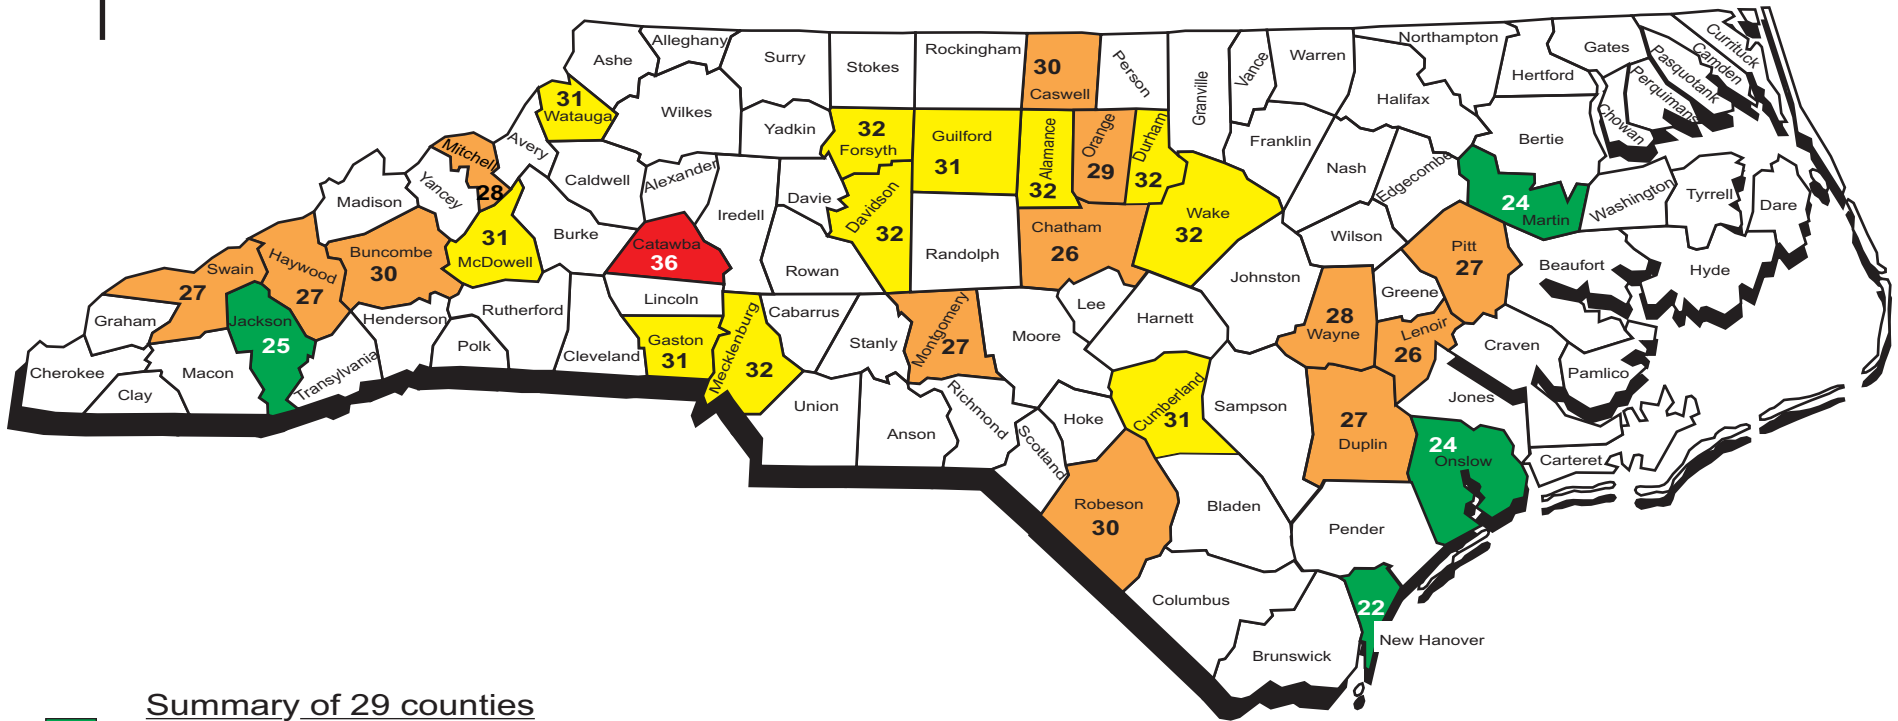 Ashe
Alleghany
Surry
Stokes
Rockingham
30
Caswell
Person
Granville
Vance
Warren
Northampton
Gates
Hertford
Currituck
Camden
Pasquotank
Perquimans
Chowan
Halifax
Bertie
31
Watauga
Wilkes
Yadkin
32
Forsyth
Guilford
31
Alamance
32
Orange
29
Durham
32
Franklin
Nash
Edgecombe
24
Martin
Washington
Tyrrell
Dare
Mitchell
28
Avery
Caldwell
Alexander
Iredell
Davie
Davidson
32
Randolph
Chatham
26
Wake
32
Wilson
Pitt
27
Beaufort
Hyde
Madison
Yancey
31
McDowell
Burke
Catawba
36
Rowan
Johnston
Greene
Swain
27
Haywood
27
Buncombe
30
Rutherford
Lincoln
Gaston
31
Mecklenburg
32
Cabarrus
Stanly
Montgomery
27
Moore
Lee
Harnett
28
Wayne
Lenoir
26
Craven
Pamlico
Graham
Jackson
25
Henderson
Polk
Cleveland
Cherokee
Clay
Macon
Transylvania
Union
Anson
Richmond
Scotland
Hoke
Cumberland
31
Sampson
27
Duplin
Jones
24
Onslow
Carteret
Robeson
30
Bladen
Pender
Columbus
Brunswick
22
New Hanover
Summary of 29 counties